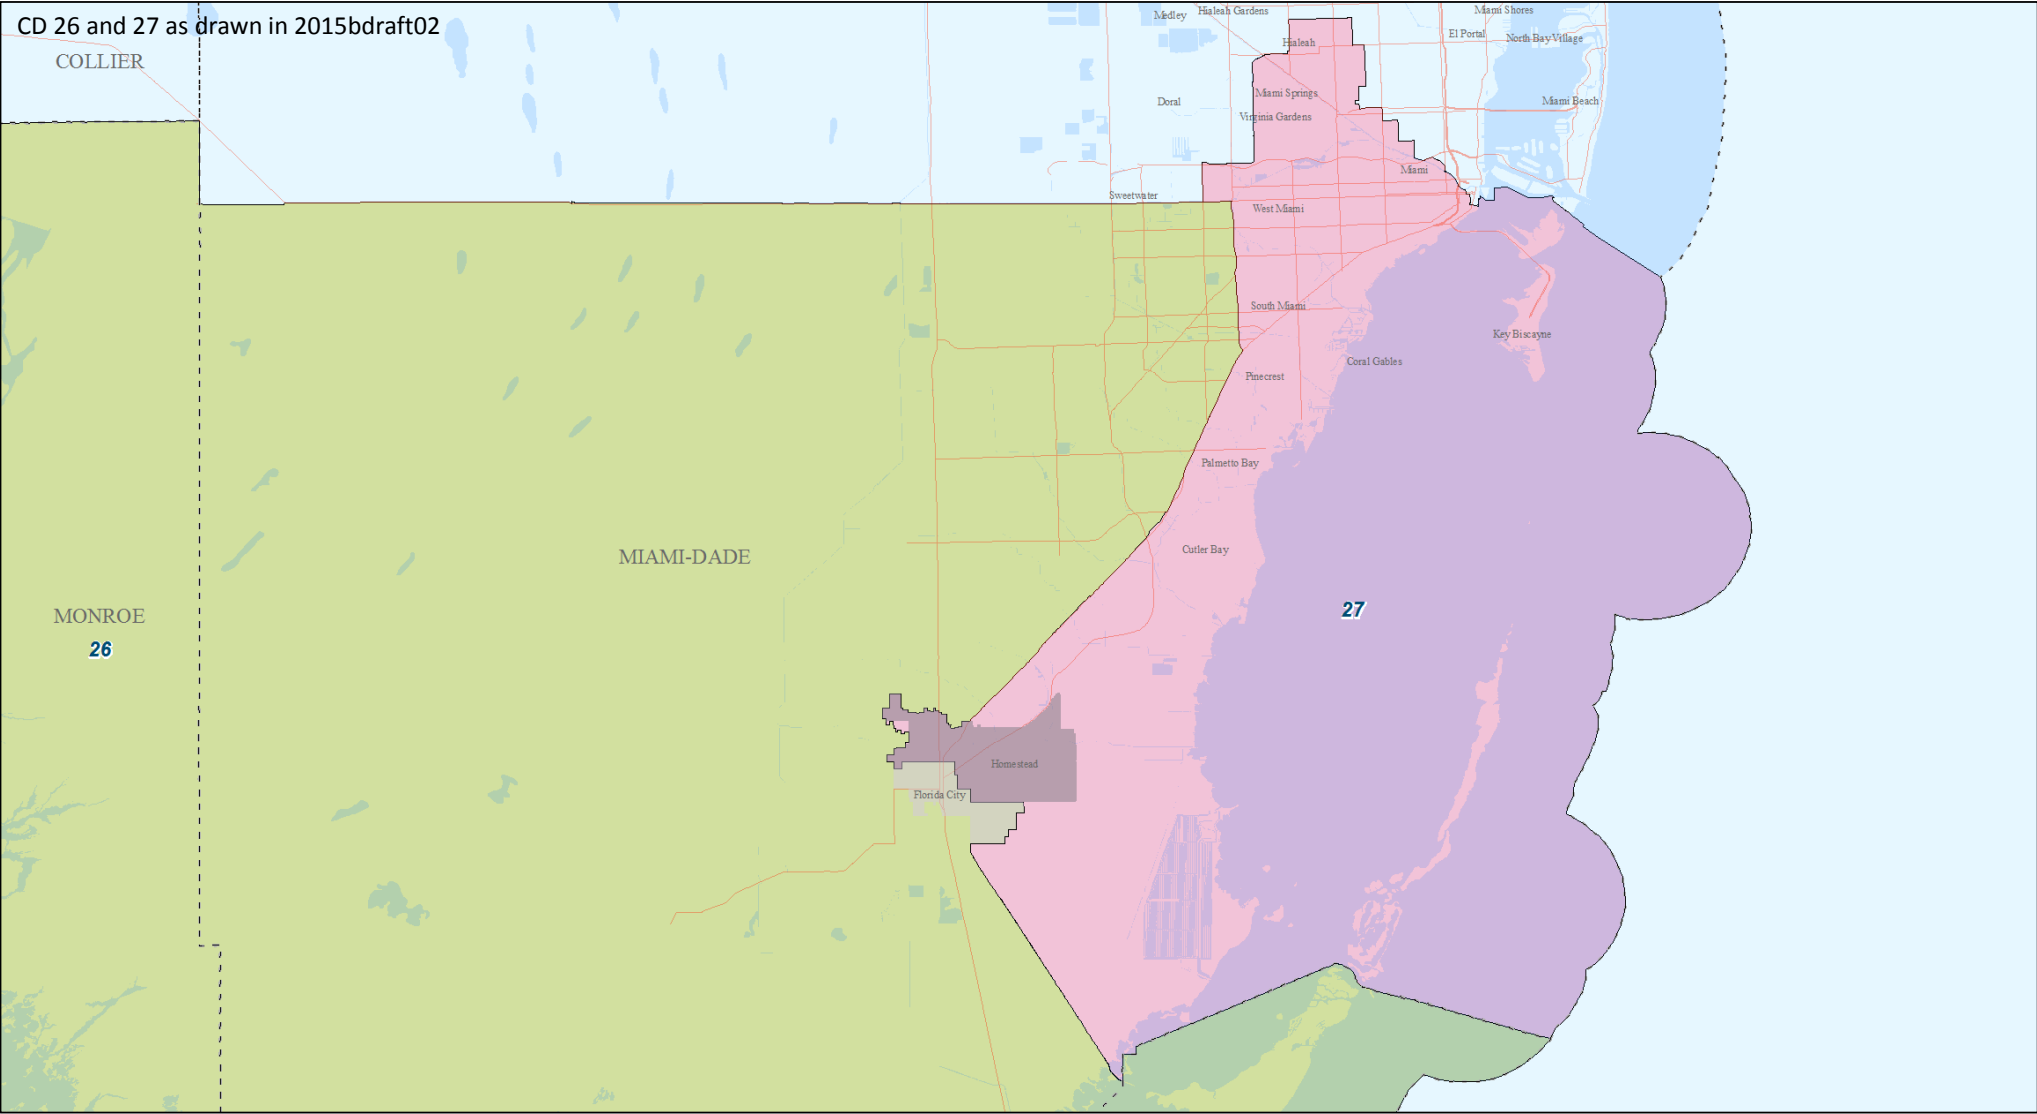 CD 26 and 27 as drawn in 2015bdraft02
COLLIER
Medley
Hialeah Gardens
Miami Shores
El Portal
North Bay Village
Hialeah
Miami Springs
Doral
Miami Beach
Virginia Gardens
Miami
Sweetwater
West Miami
South Miami
Key Biscayne
Coral Gables
Pinecrest
Palmetto Bay
Cutler Bay
MIAMI-DADE
MONROE
26
27
Homestead
Florida City